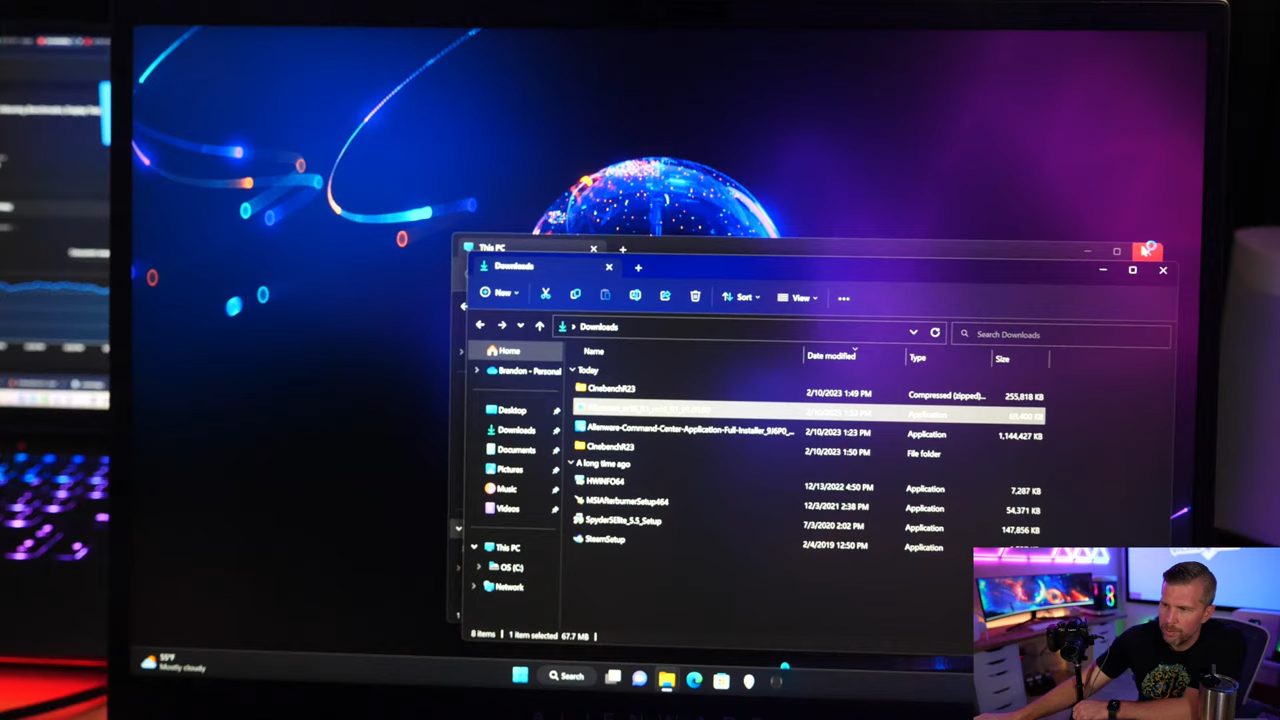 This PC
Downloads
New
Sort
View
Downloads
Search Downloads
Name
Date modified
Type
Size
Home
Brandon - Personal
Desktop
Downloads
Documents
Pictures
Music
Videos
This PC
OS (C:)
Network
Today
CinebenchR23
2/10/2023 1:49 PM
Compressed (zipped)...
255,818 KB
Application
Alienware-Command-Center-Application-Full-Installer_9J6P0_...
2/10/2023 1:23 PM
Application
1,144,427 KB
CinebenchR23
2/10/2023 1:50 PM
File folder
A long time ago
HWiNFO64
12/13/2022 4:50 PM
Application
7,287 KB
MSIAfterburnerSetup464
12/3/2021 2:38 PM
Application
54,371 KB
Spyder5Elite_5.5_Setup
7/3/2020 2:02 PM
Application
147,856 KB
SteamSetup
2/4/2019 12:50 PM
Application
8 items
1 item selected 67.7 MB
55°F
Mostly cloudy
Search